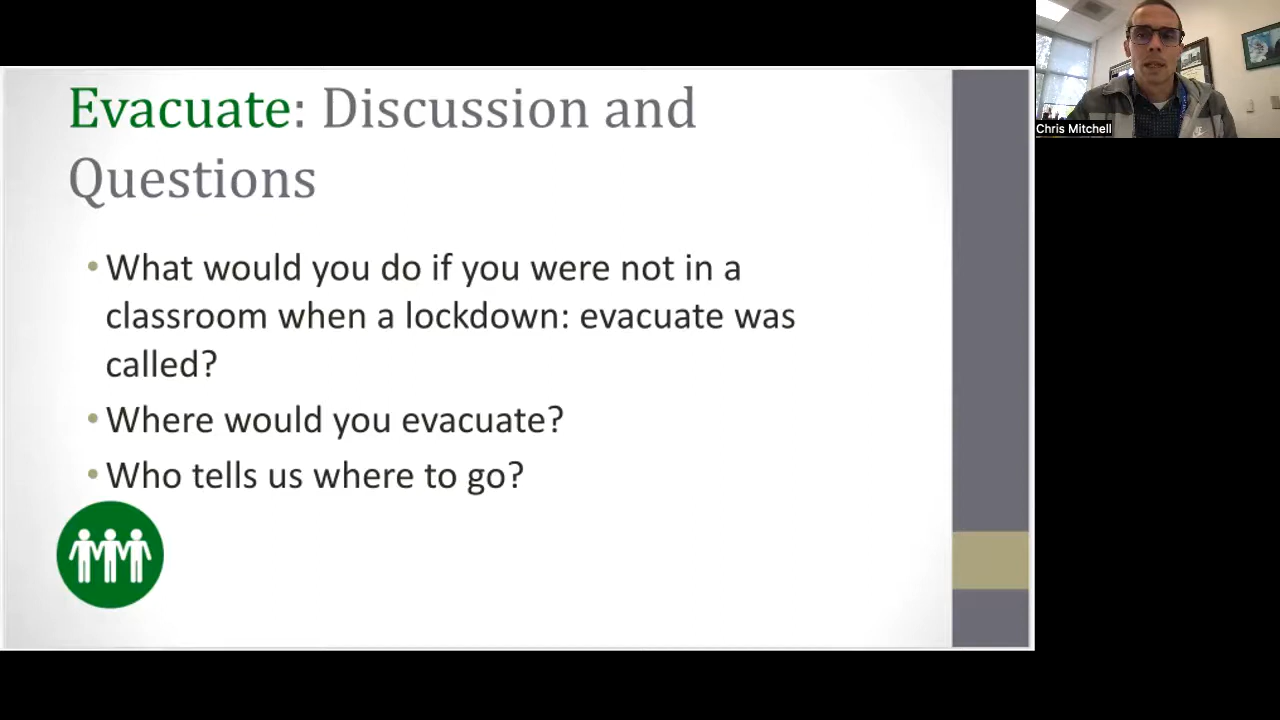 Evacuate: Discussion and
Questions
• What would you do if you were not in a
classroom when a lockdown: evacuate was
called?
• Where would you evacuate?
• Who tells us where to go?
Chris Mitchell